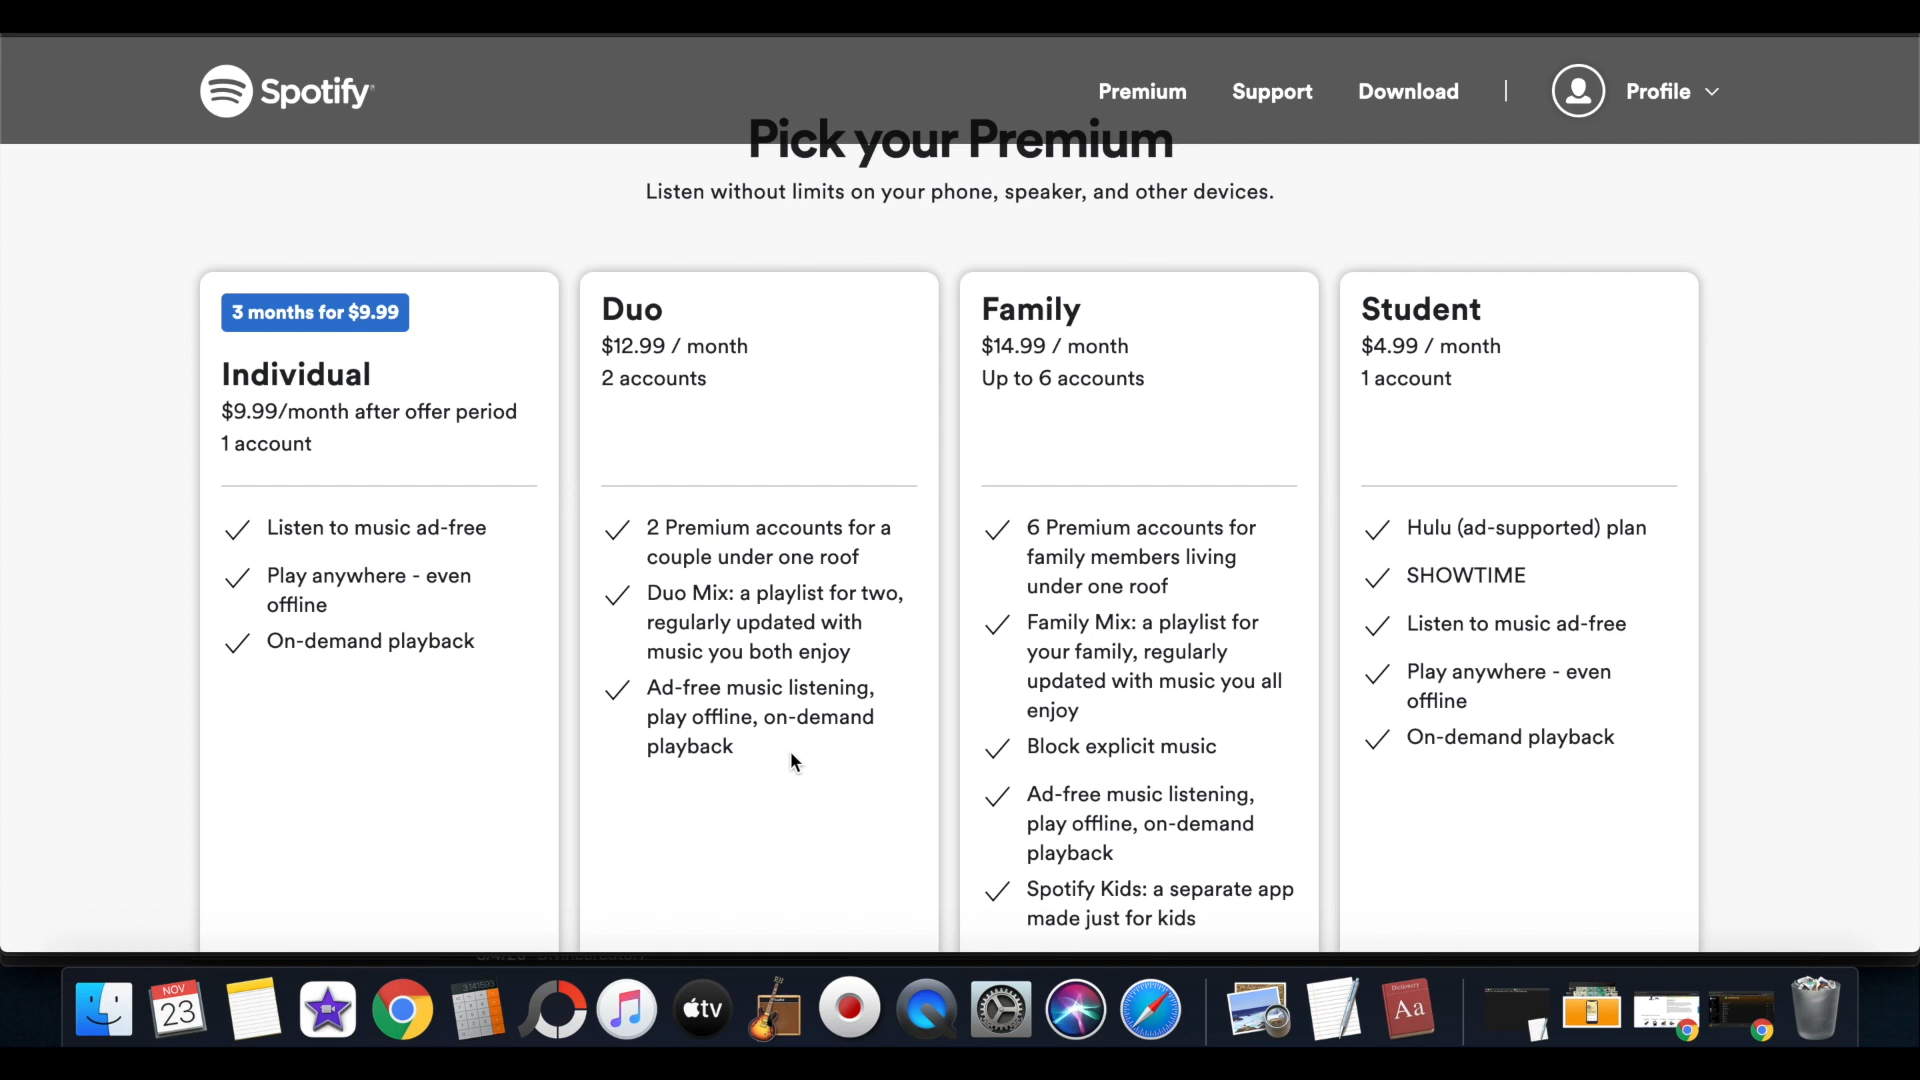 Spotify
Premium
Support
Download
Profile
Pick your Premium
Listen without limits on your phone, speaker, and other devices.
3 months for $9.99
Individual
$9.99/month after offer period
1 account
Listen to music ad-free
Play anywhere - even
offline
On-demand playback
Duo
$12.99 / month
2 accounts
2 Premium accounts for a
couple under one roof
Duo Mix: a playlist for two,
regularly updated with
music you both enjoy
Ad-free music listening,
play offline, on-demand
playback
Family
$14.99 / month
Up to 6 accounts
6 Premium accounts for
family members living
under one roof
Family Mix: a playlist for
your family, regularly
updated with music you all
enjoy
Block explicit music
Ad-free music listening,
play offline, on-demand
playback
Spotify Kids: a separate app
made just for kids
Student
$4.99 / month
1 account
Hulu (ad-supported) plan
SHOWTIME
Listen to music ad-free
Play anywhere - even
offline
On-demand playback
NOV
23
3.141593
tv
Dictionary
Aa